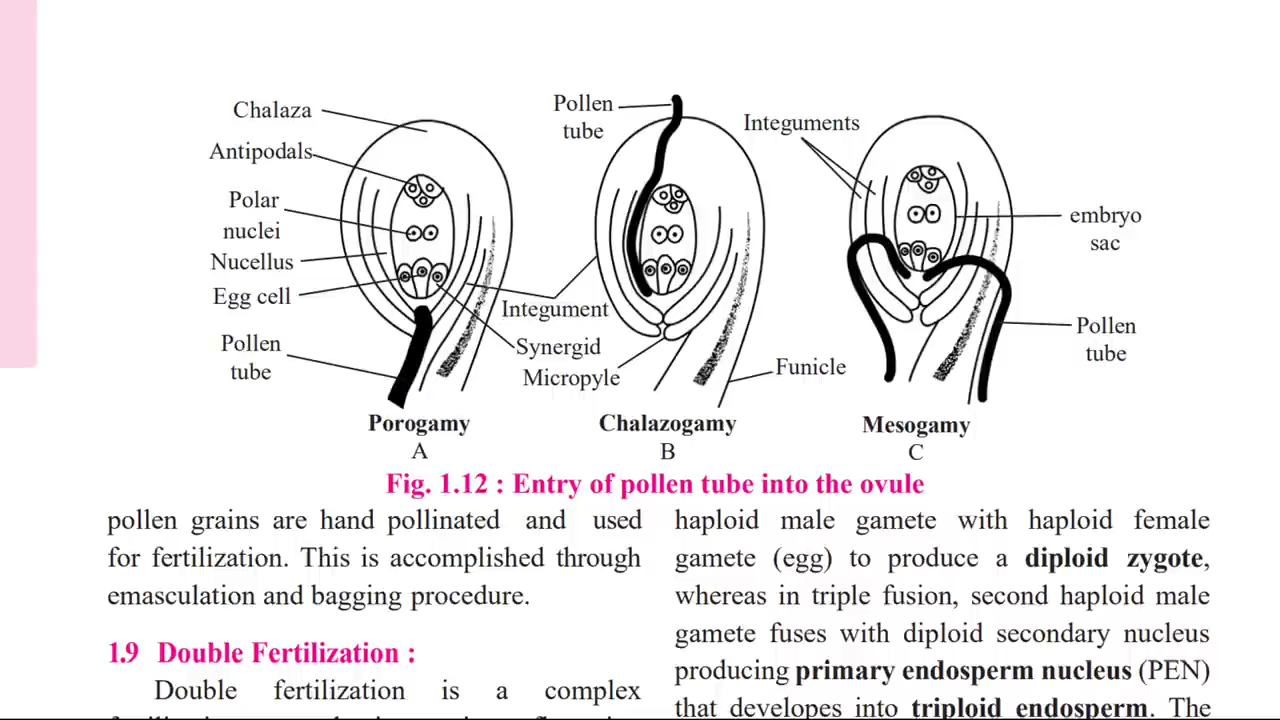 Chalaza
Antipodals
Polar
nuclei
Nucellus
Egg cell
Pollen
tube
Pollen
tube
Integuments
Integument
Synergid
Micropyle
Funicle
embryo
sac
Pollen
tube
Porogamy
A
Chalazogamy
B
Mesogamy
C
Fig. 1.12 : Entry of pollen tube into the ovule
pollen grains are hand pollinated and used
for fertilization. This is accomplished through
emasculation and bagging procedure.
1.9 Double Fertilization :
Double fertilization is a complex
haploid male gamete with haploid female
gamete (egg) to produce a diploid zygote,
whereas in triple fusion, second haploid male
gamete fuses with diploid secondary nucleus
producing primary endosperm nucleus (PEN)
that developes into triploid endosperm. The